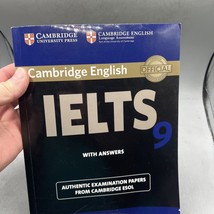 CAMBRIDGE
UNIVERSITY PRESS
CAMBRIDGE ENGLISH
Language Assessment
Cambridge English
OFFICIAL
IELTS 9
WITH ANSWERS
AUTHENTIC EXAMINATION PAPERS
FROM CAMBRIDGE ESOL